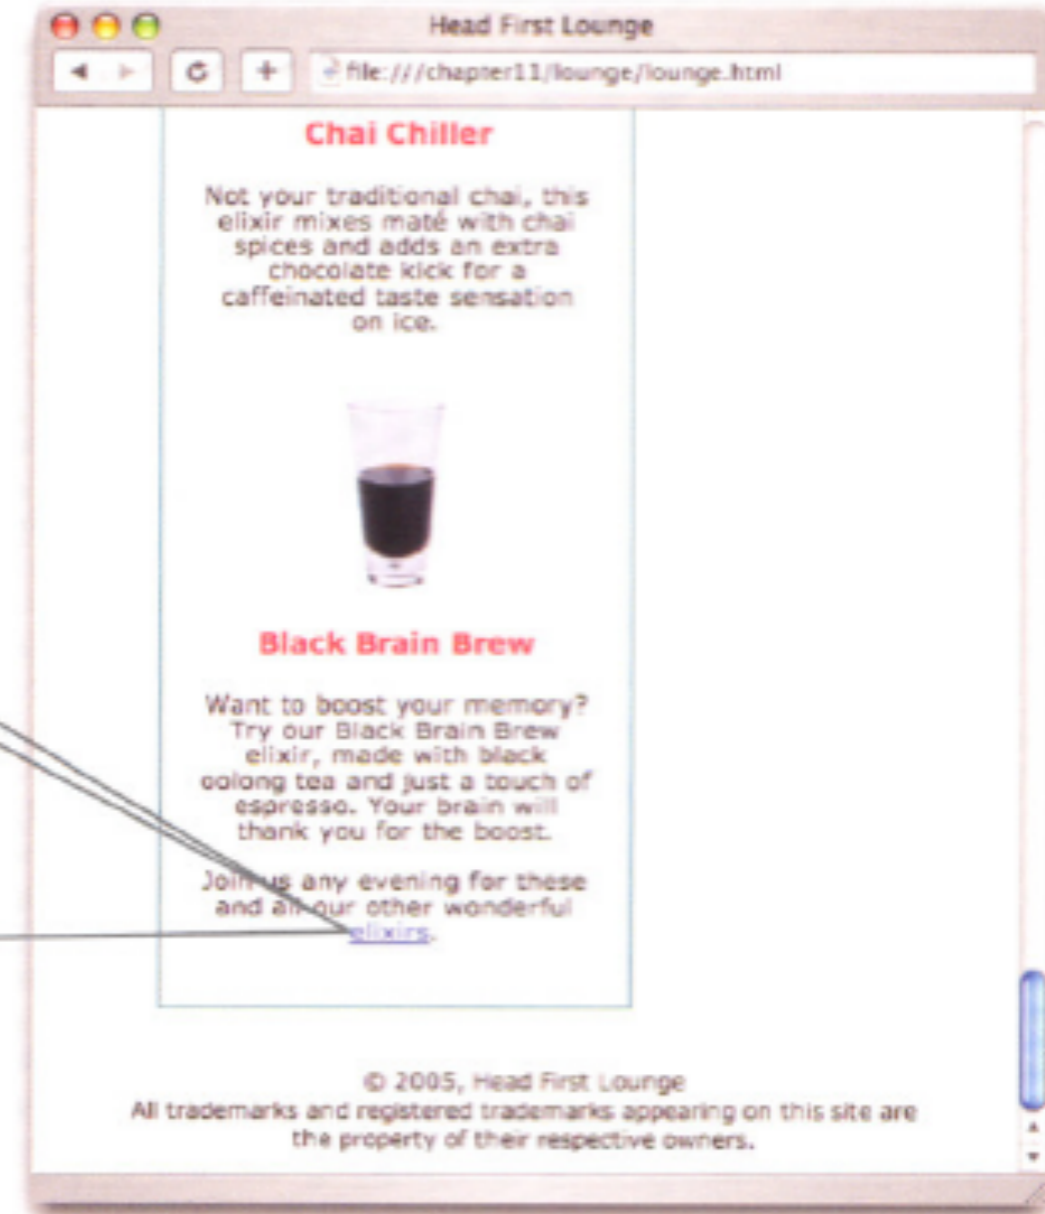 Head First Lounge
file:///chapter11/lounge/lounge.html
Chai Chiller
Not your traditional chai, this
elixir mixes maté with chai
spices and adds an extra
chocolate kick for a
caffeinated taste sensation
on ice.
Black Brain Brew
Want to boost your memory?
Try our Black Brain Brew
elixir, made with black
oolong tea and just a touch of
espresso. Your brain will
thank you for the boost.
Join us any evening for these
and all our other wonderful
elixirs.
© 2005, Head First Lounge
All trademarks and registered trademarks appearing on this site are
the property of their respective owners.